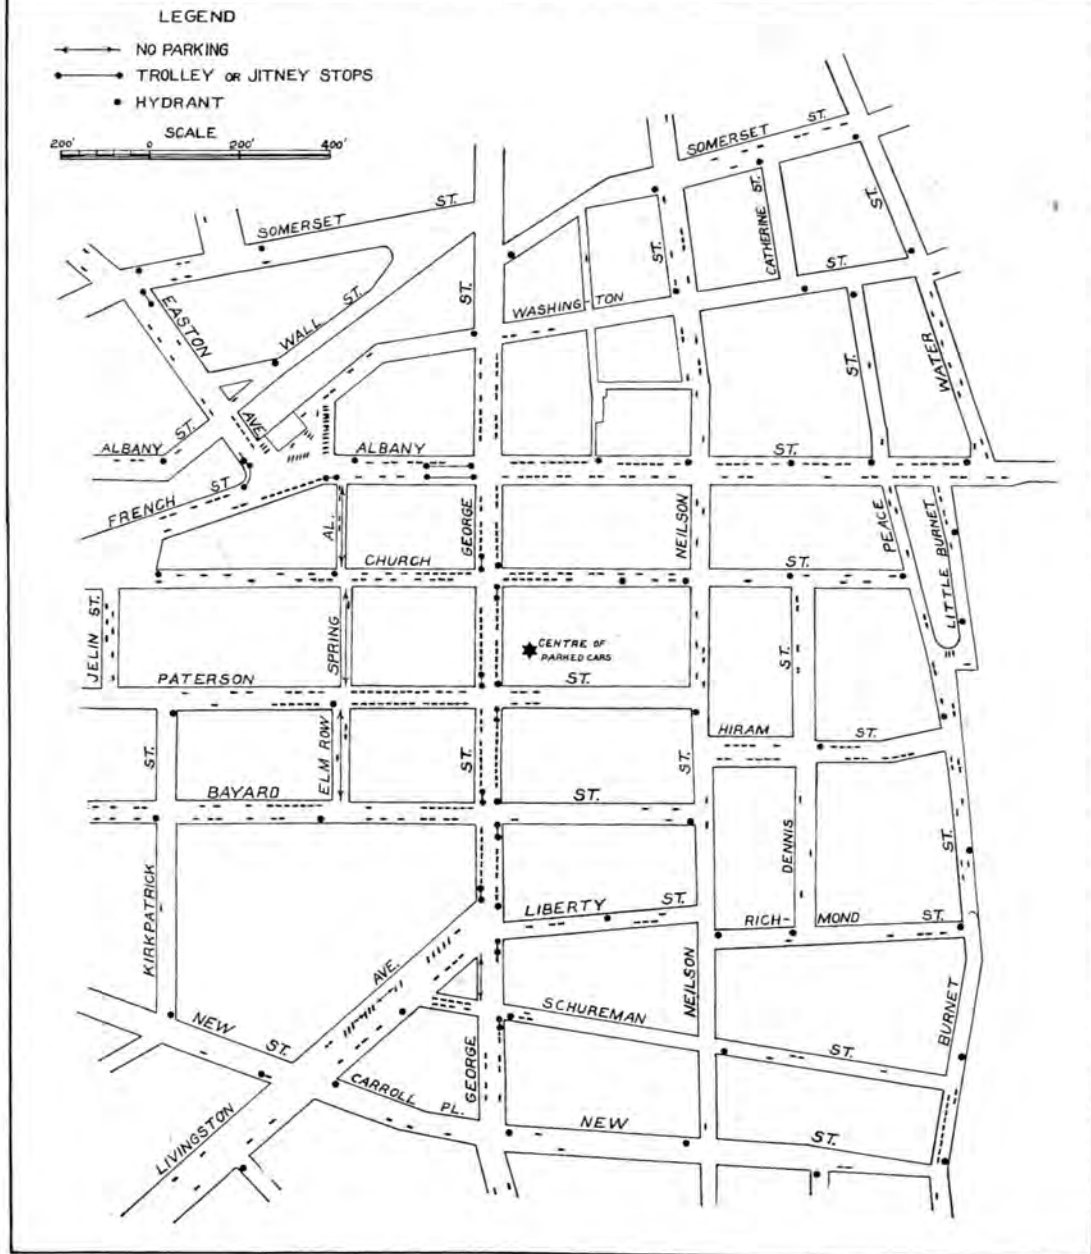 LEGEND
NO PARKING
TROLLEY OR JITNEY STOPS
HYDRANT
SCALE
200' 0 200' 400'
SOMERSET ST.
SOMERSET ST.
CATHERINE ST.
ST.
ST.
ST.
WASHING-TON ST.
EASTON AVE.
WALL ST.
ST.
WATER
ALBANY ST.
ALBANY ST.
FRENCH ST
AL.
GEORGE
NEILSON
PEACE
LITTLE BURNET
CHURCH ST.
JELIN ST.
SPRING
CENTRE OF
PARKED CARS
ST.
PATERSON ST.
HIRAM ST.
ST.
ELM ROW
ST.
ST.
BAYARD ST.
DENNIS
ST.
KIRKPATRICK
LIBERTY ST.
RICH-MOND ST.
AVE.
NEW ST.
SCHUREMAN ST.
NEILSON
BURNET
GEORGE
CARROLL PL.
NEW ST.
LIVINGSTON